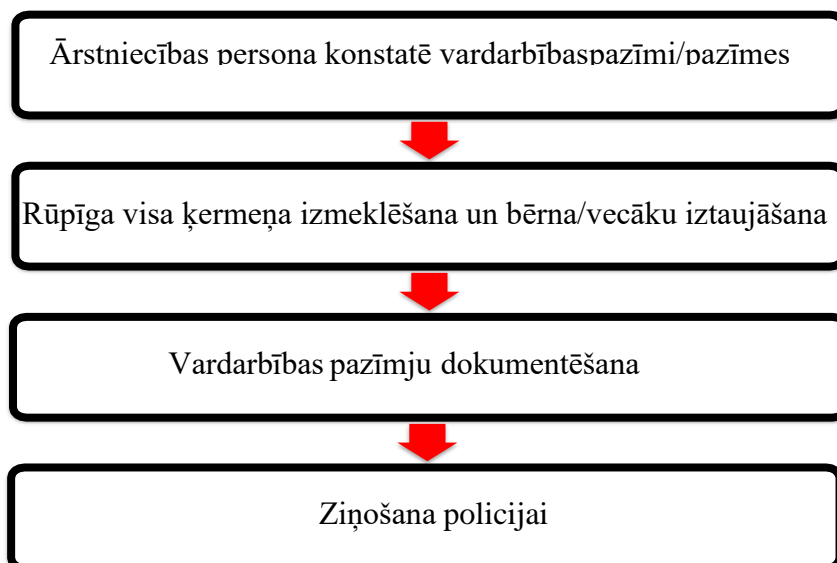 Ārstniecības persona konstatē vardarbībaspazīmi/pazīmes
Rūpīga visa ķermeņa izmeklēšana un bērna/vecāku iztaujāšana
Vardarbības pazīmju dokumentēšana
Ziņošana policijai